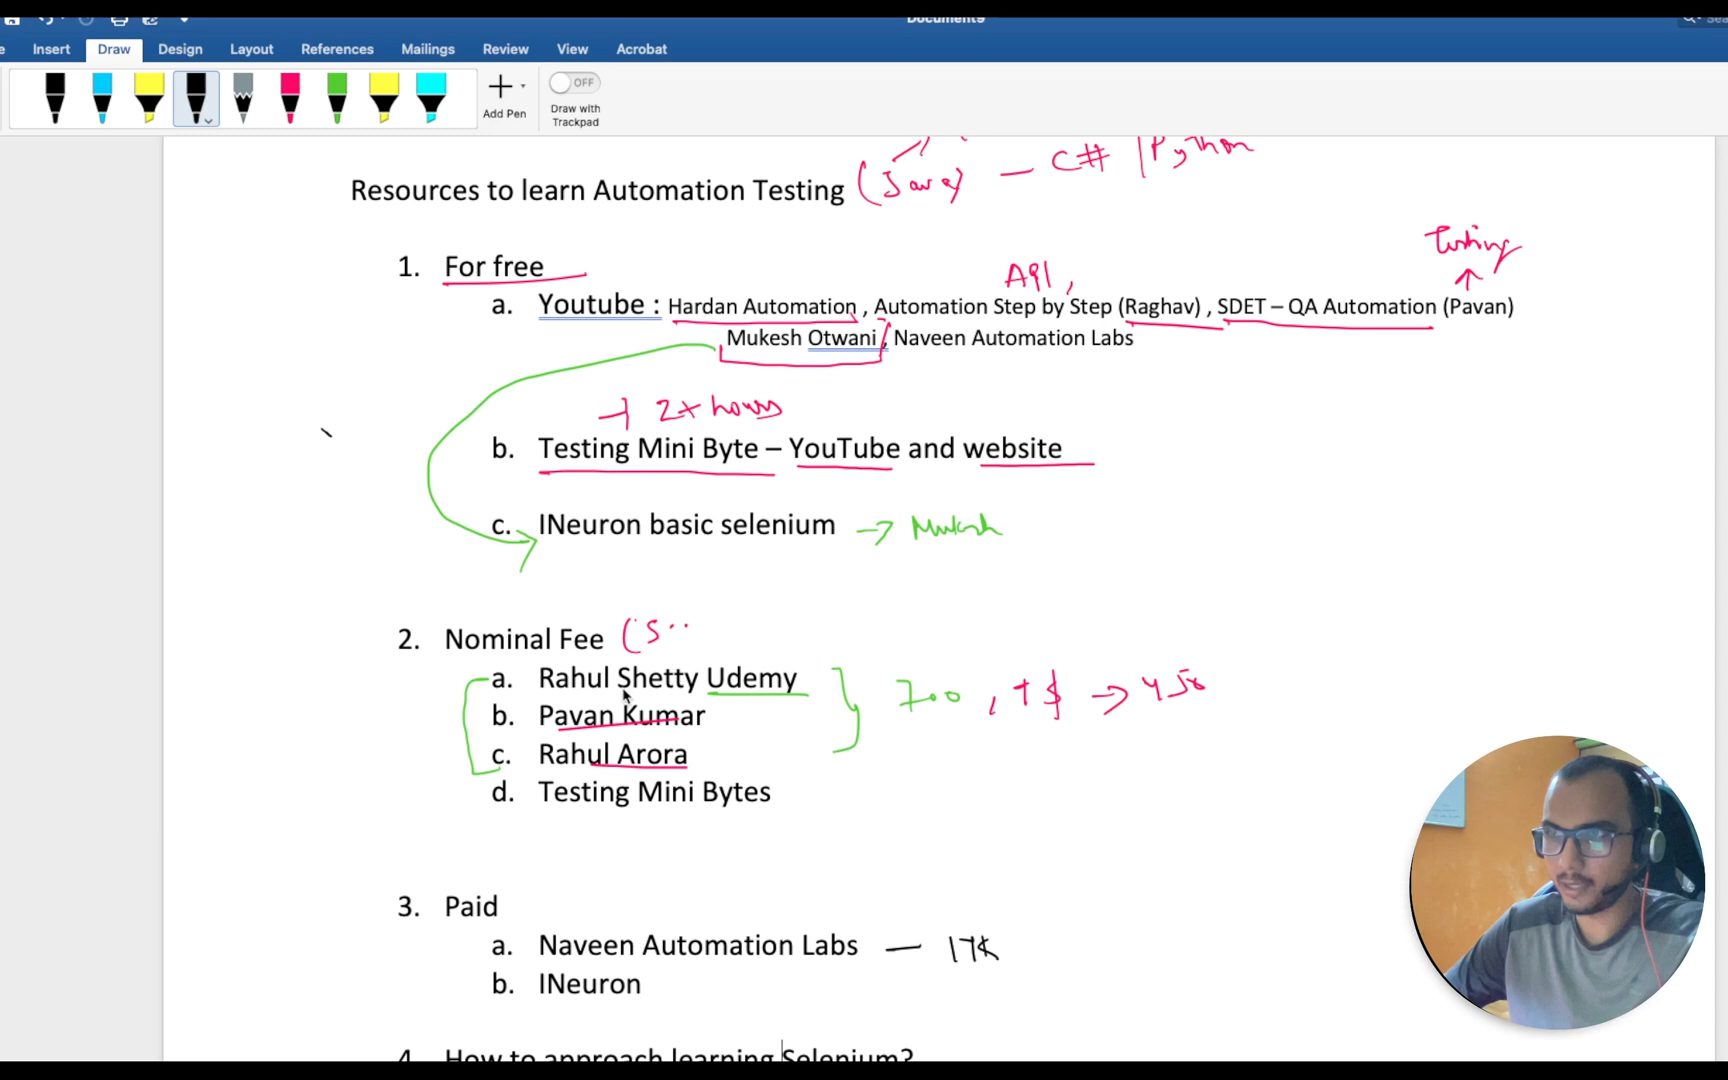 Documents
Insert Draw Design Layout References Mailings Review View Acrobat
OFF
Add Pen
Draw with Trackpad
C# | Python
Resources to learn Automation Testing (Java) —
Testing
1. For free
API,
a. Youtube : Hardan Automation , Automation Step by Step (Raghav) , SDET – QA Automation (Pavan)
Mukesh Otwani, Naveen Automation Labs
2+ hours
b. Testing Mini Byte – YouTube and website
c. INeuron basic selenium → Mukesh
2. Nominal Fee
a. Rahul Shetty Udemy
700
b. Pavan Kumar
c. Rahul Arora
d. Testing Mini Bytes
3. Paid
a. Naveen Automation Labs — 17k
b. INeuron
4. How to approach learning Selenium?